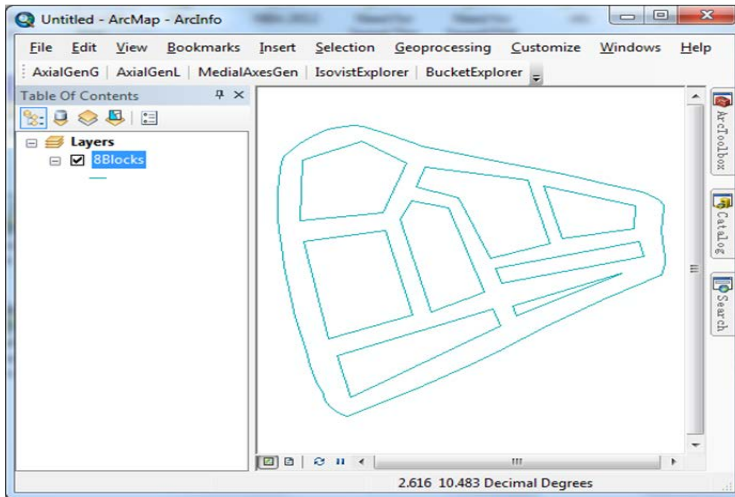 Untitled - ArcMap - ArcInfo
File Edit View Bookmarks Insert Selection Geoprocessing Customize Windows Help
AxialGenG AxialGenL MedialAxesGen IsovistExplorer BucketExplorer
Table Of Contents
Layers
8Blocks
ArcToolbox
Catalog
Search
2.616 10.483 Decimal Degrees